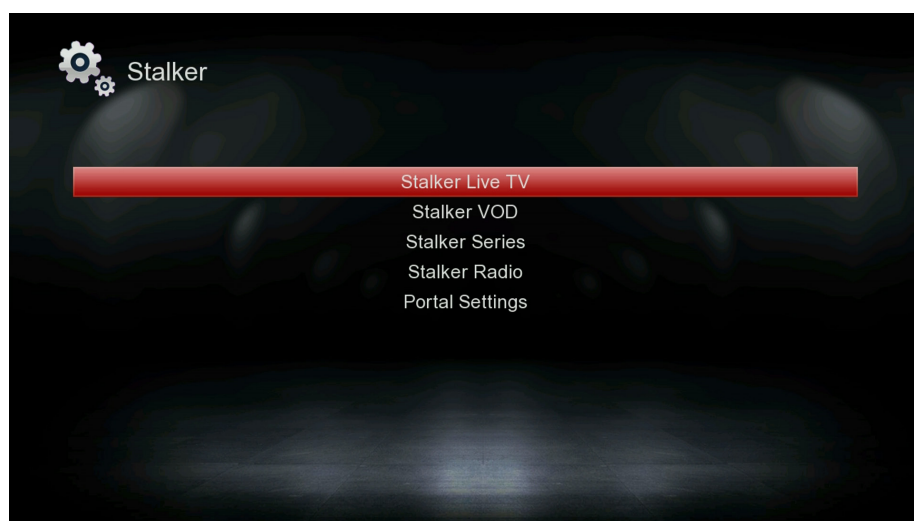 Stalker
Stalker Live TV
Stalker VOD
Stalker Series
Stalker Radio
Portal Settings